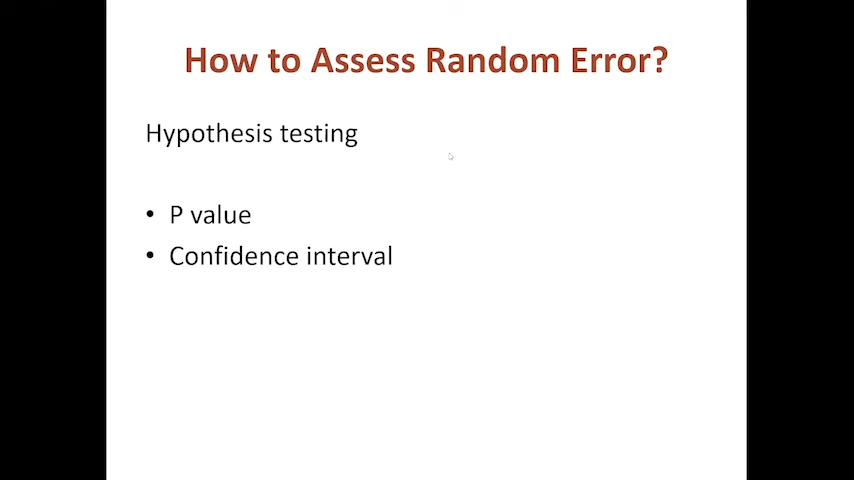 How to Assess Random Error?
Hypothesis testing
• P value
• Confidence interval